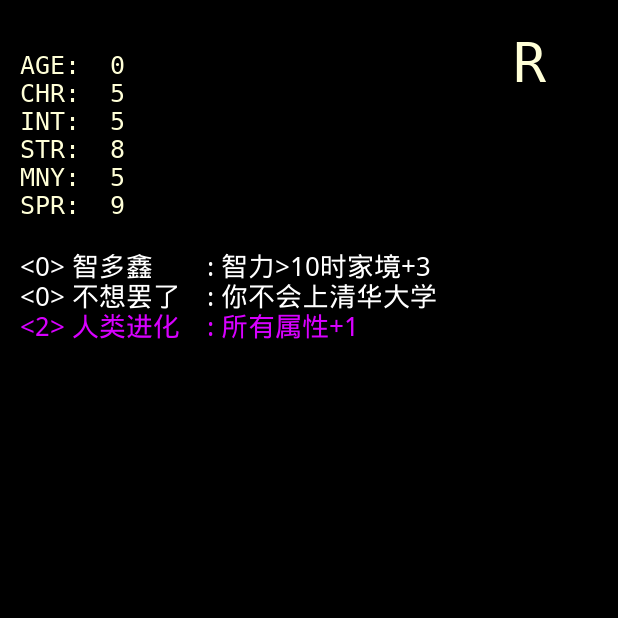 R
AGE: 0
CHR: 5
INT: 5
STR: 8
MNY: 5
SPR: 9
<0> 智多鑫 : 智力>10时家境+3
<0> 不想罢了 : 你不会上清华大学
<2> 人类进化 : 所有属性+1